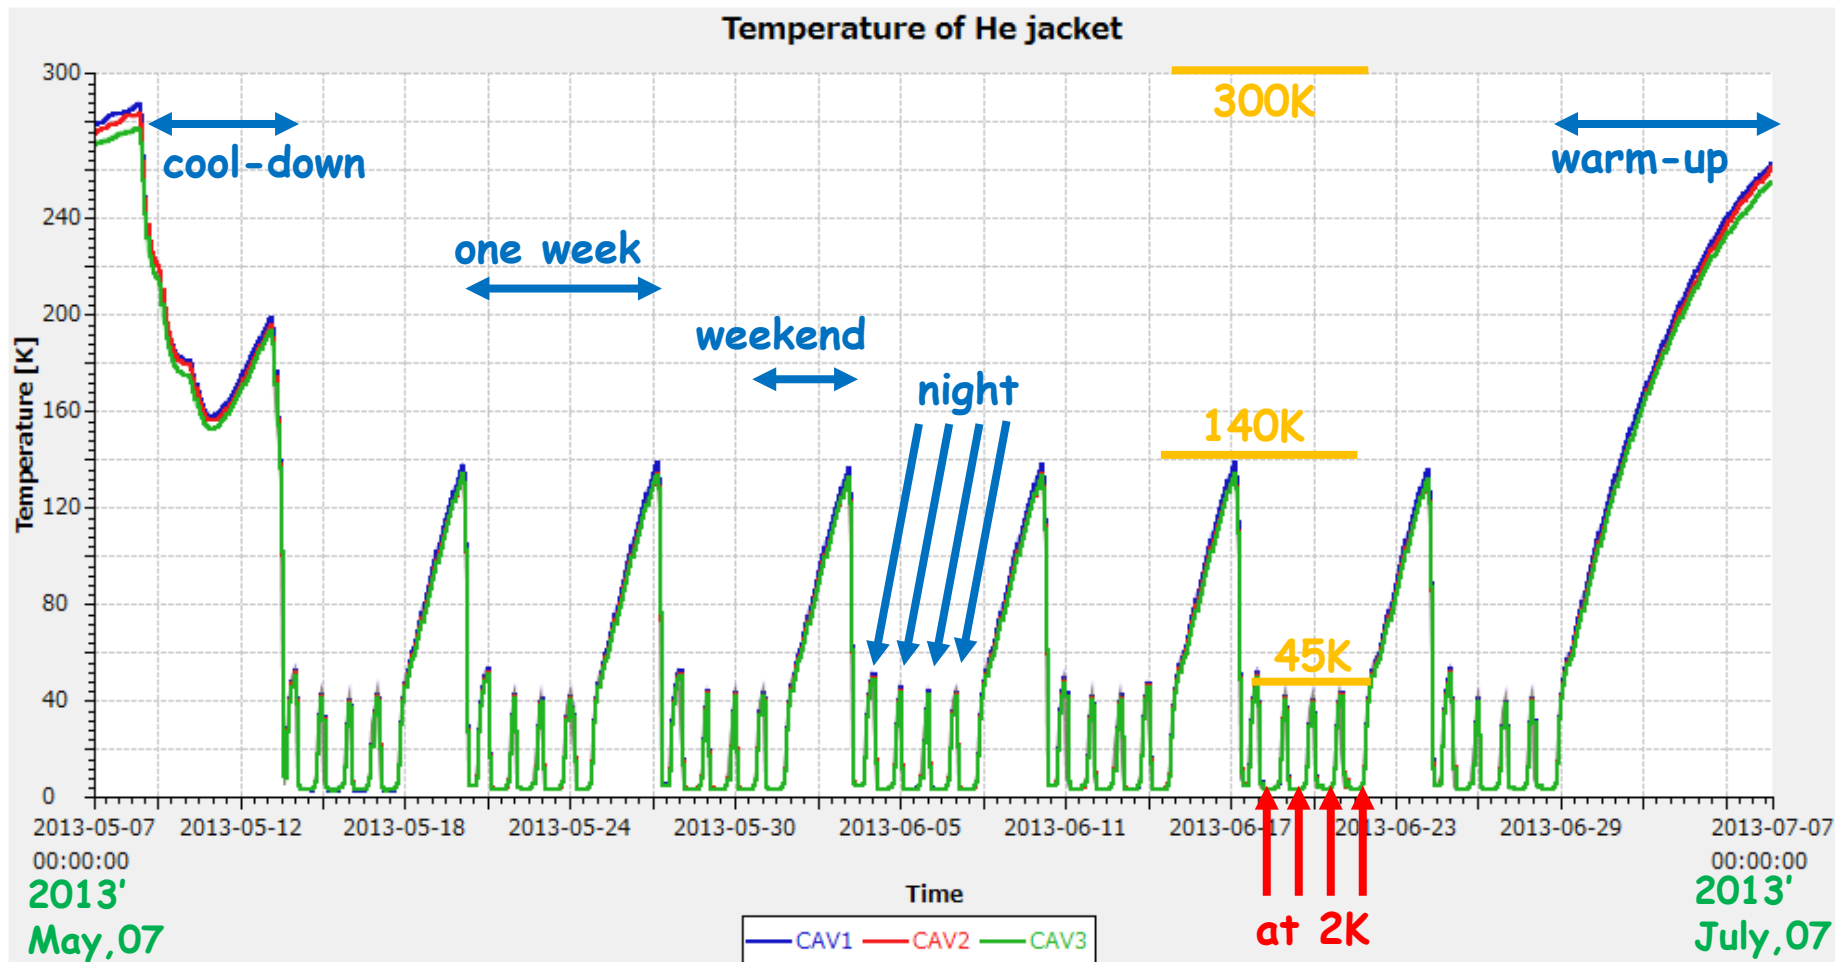 Temperature of He jacket
300
240
200
160
120
80
40
0
Temperature [K]
300K
cool-down
warm-up
one week
weekend
night
140K
45K
2013-05-07 2013-05-12 2013-05-18 2013-05-24 2013-05-30 2013-06-05 2013-06-11 2013-06-17 2013-06-23 2013-06-29 2013-07-07
00:00:00 00:00:00
2013'
May,07
Time
2013'
July,07
at 2K
CAV1 CAV2 CAV3